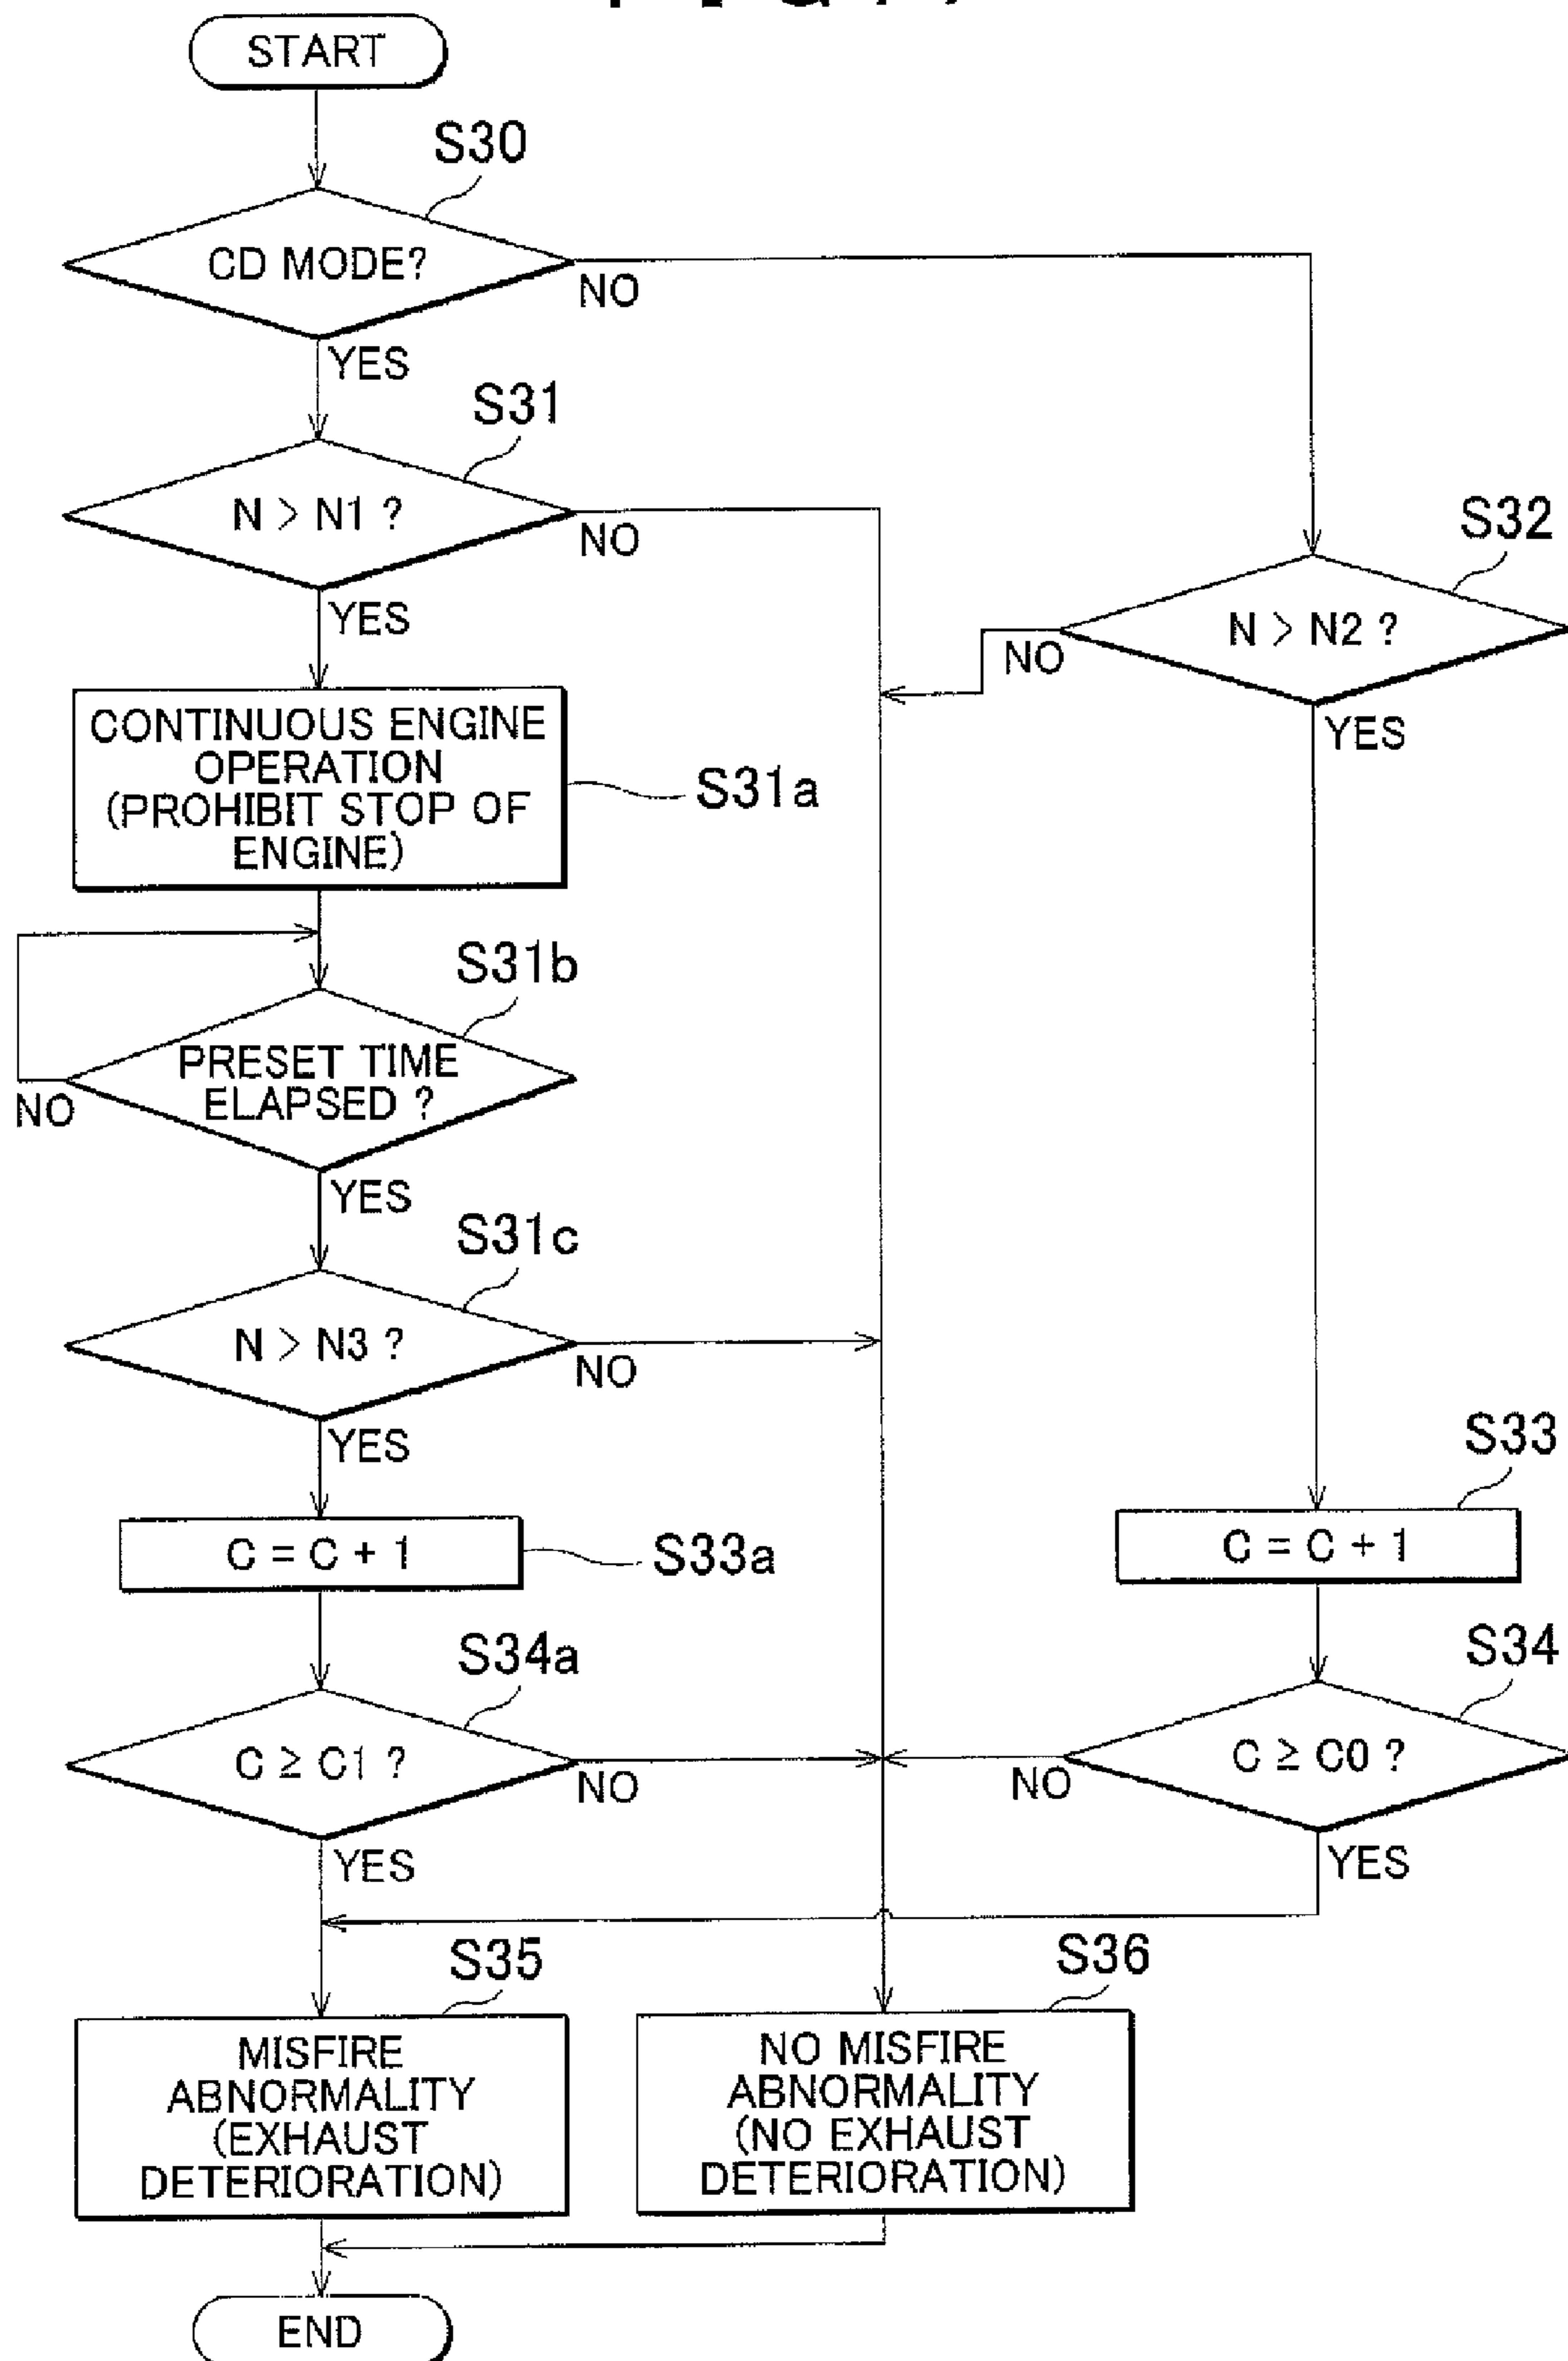 START
S30
CD MODE?
NO
YES
S31
N > N1 ?
NO
YES
S32
N > N2 ?
NO
YES
CONTINUOUS ENGINE
OPERATION
(PROHIBIT STOP OF
ENGINE)
S31a
S31b
PRESET TIME
ELAPSED ?
NO
YES
S31c
N > N3 ?
NO
YES
C = C + 1
S33a
S33
C = C + 1
S34a
C ≥ C1 ?
NO
YES
S34
C ≥ C0 ?
NO
YES
S35
MISFIRE
ABNORMALITY
(EXHAUST
DETERIORATION)
S36
NO MISFIRE
ABNORMALITY
(NO EXHAUST
DETERIORATION)
END